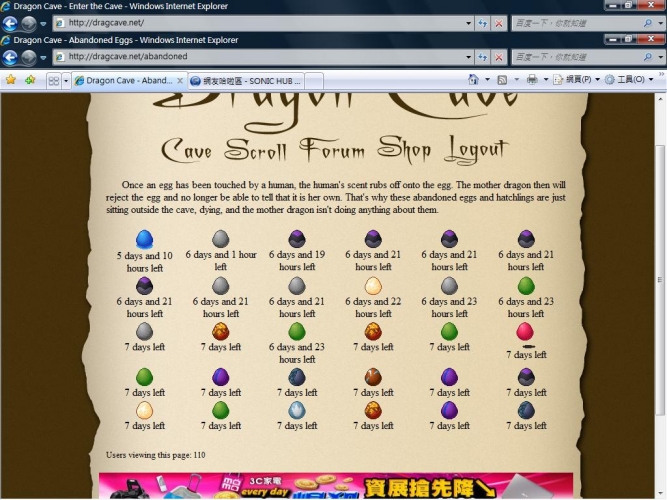 Dragon Cave - Enter the Cave - Windows Internet Explorer
http://dragcave.net/
百度一下，你就知道
Dragon Cave - Abandoned Eggs - Windows Internet Explorer
http://dragcave.net/abandoned
百度一下，你就知道
Dragon Cave - Aband... 網友哈啦區 - SONIC HUB ... 網頁(P) 工具(O)
Dragon Cave
Cave Scroll Forum Shop Logout
Once an egg has been touched by a human, the human's scent rubs off onto the egg. The mother dragon then will
reject the egg and no longer be able to tell that it is her own. That's why these abandoned eggs and hatchlings are just
sitting outside the cave, dying, and the mother dragon isn't doing anything about them.
5 days and 10 6 days and 1 hour 6 days and 19 6 days and 21 6 days and 21 6 days and 21
hours left left hours left hours left hours left hours left
6 days and 21 6 days and 21 6 days and 21 6 days and 22 6 days and 23 6 days and 23
hours left hours left hours left hours left hours left hours left
7 days left 7 days left 6 days and 23 7 days left 7 days left 7 days left
hours left
7 days left 7 days left 7 days left 7 days left 7 days left 7 days left
7 days left 7 days left 7 days left 7 days left 7 days left 7 days left
Users viewing this page: 110
3C家電
every day
資展搶先降